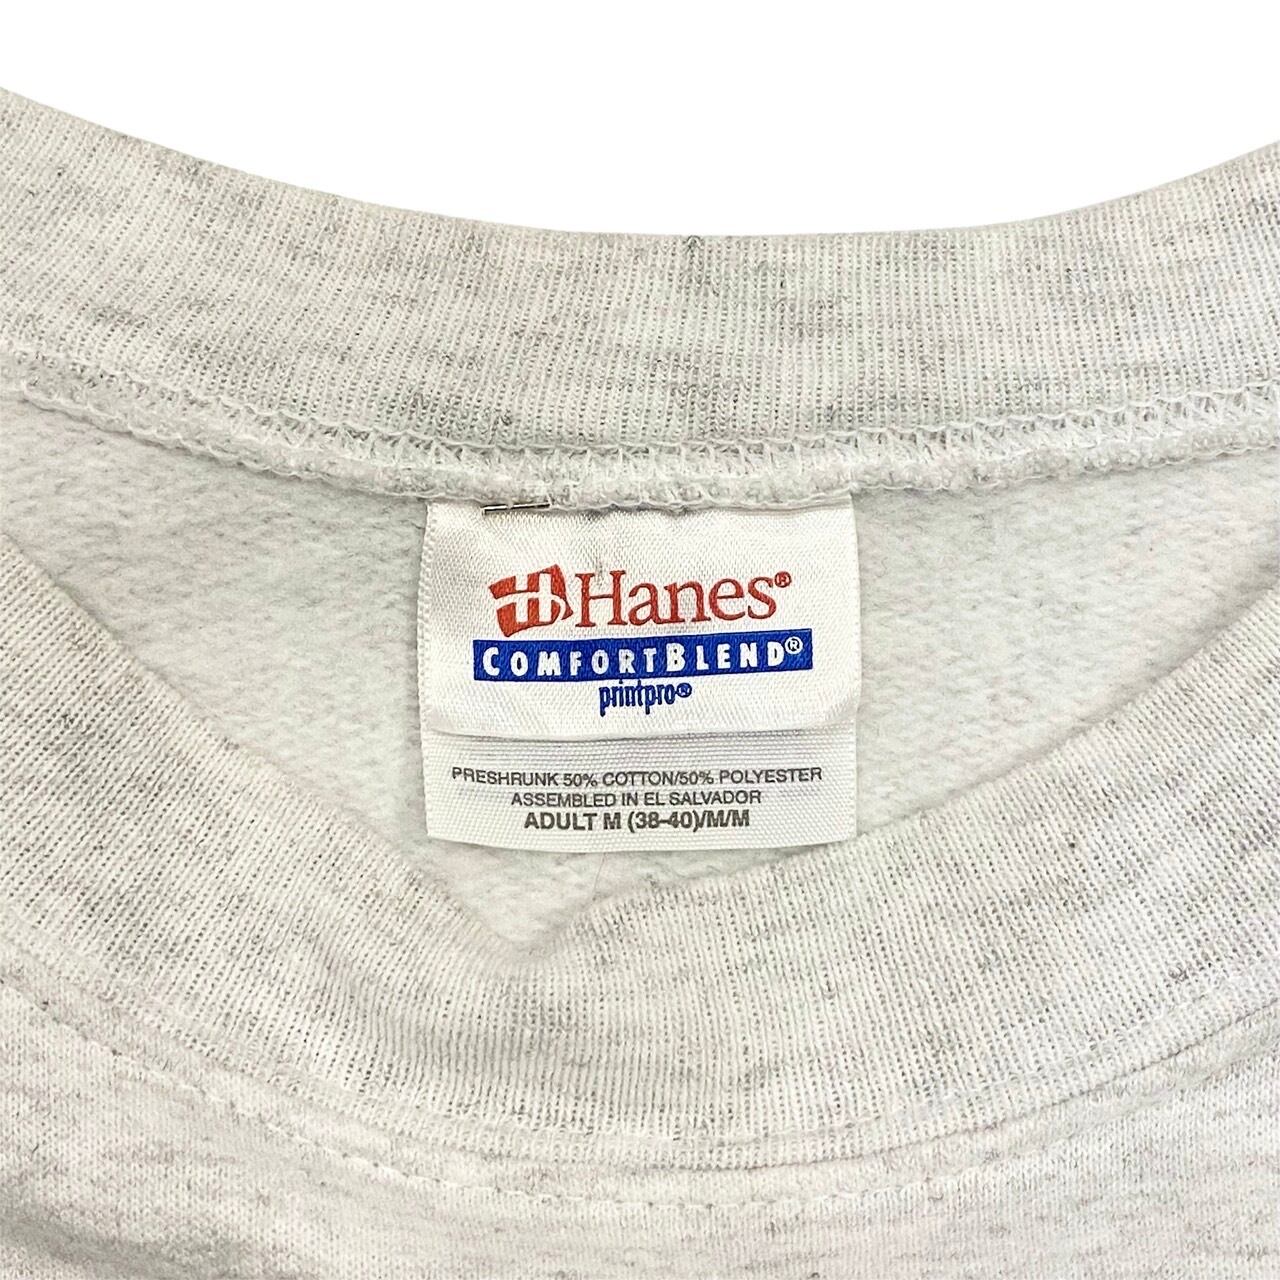 Hanes®
COMFORTBLEND®
printpro®
PRESHRUNK 50% COTTON/50% POLYESTER
ASSEMBLED IN EL SALVADOR
ADULT M (38-40)/M/M